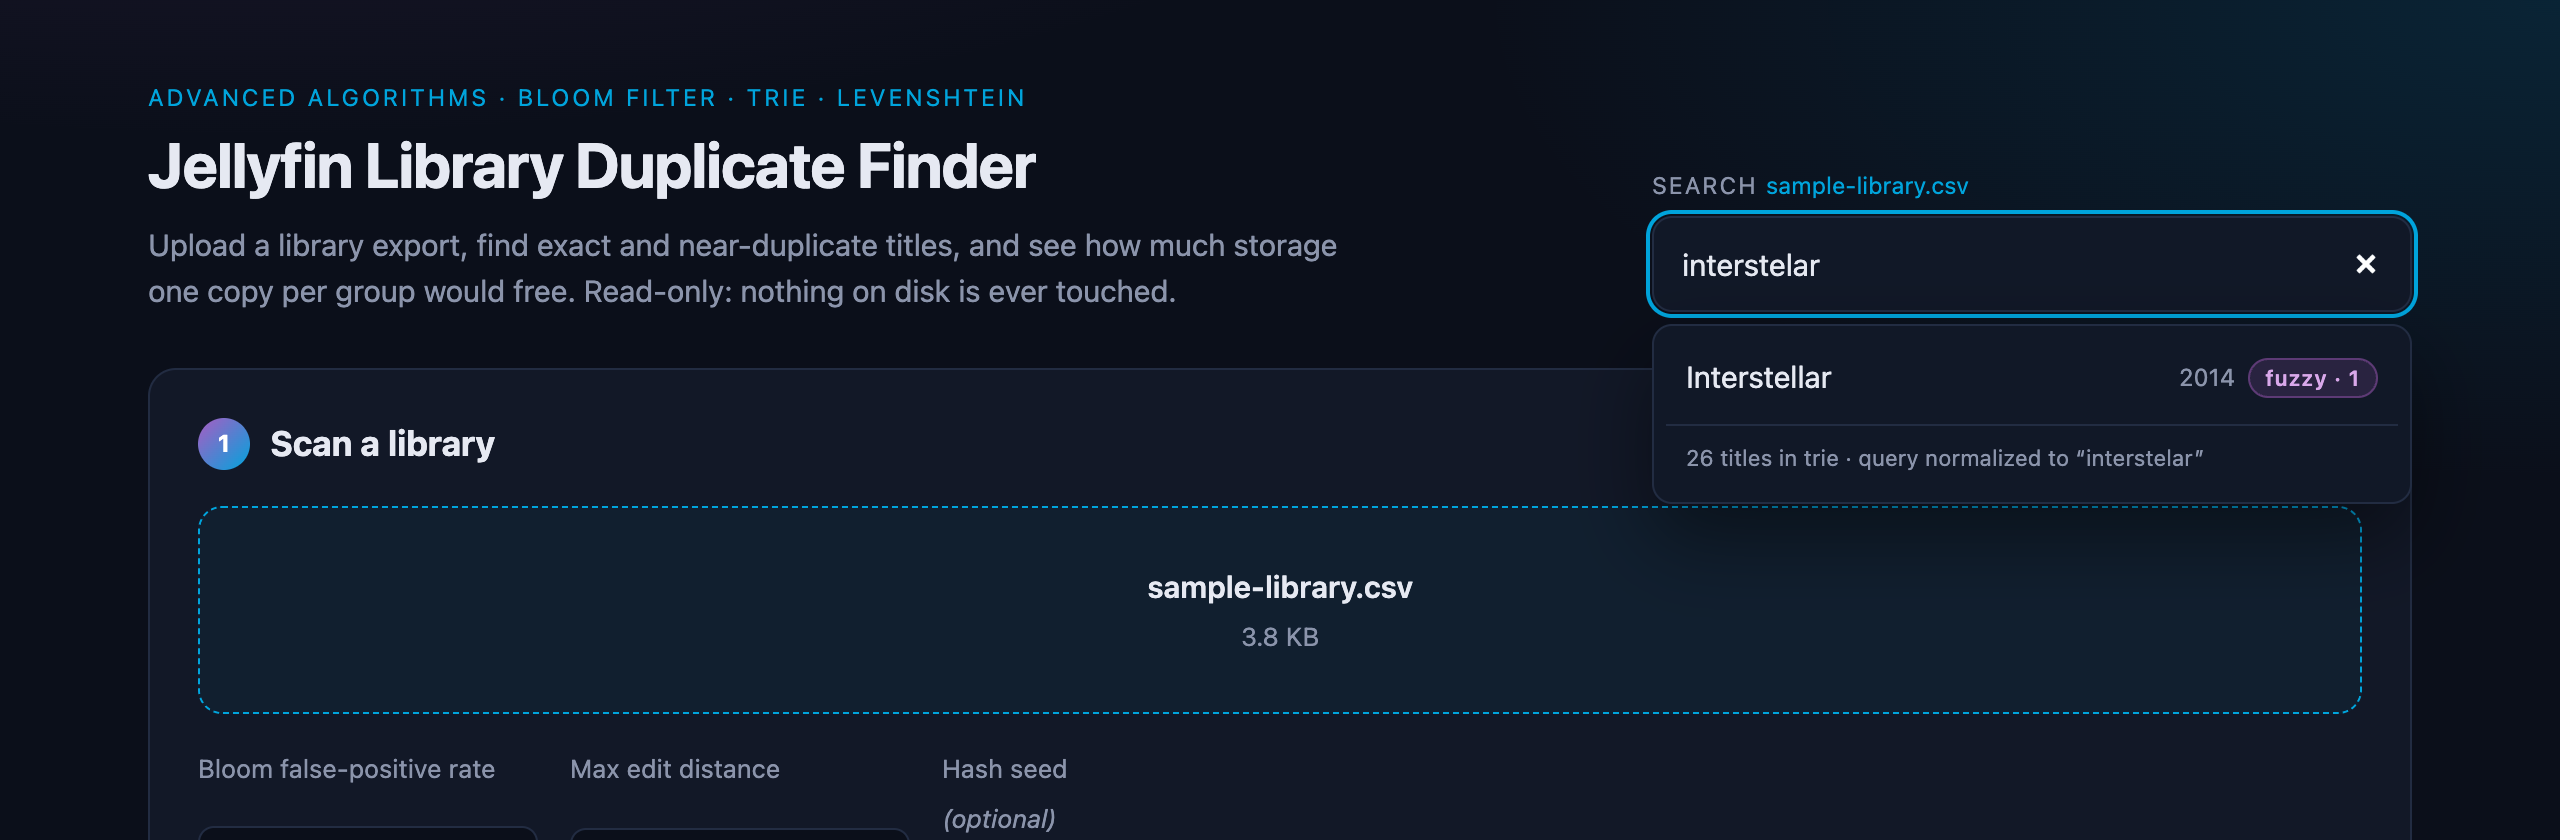 ADVANCED ALGORITHMS · BLOOM FILTER · TRIE · LEVENSHTEIN
Jellyfin Library Duplicate Finder
Upload a library export, find exact and near-duplicate titles, and see how much storage
one copy per group would free. Read-only: nothing on disk is ever touched.
SEARCH sample-library.csv
interstelar ×
Interstellar 2014 fuzzy · 1
26 titles in trie · query normalized to “interstelar”
1 Scan a library
sample-library.csv
3.8 KB
Bloom false-positive rate
Max edit distance
Hash seed
(optional)